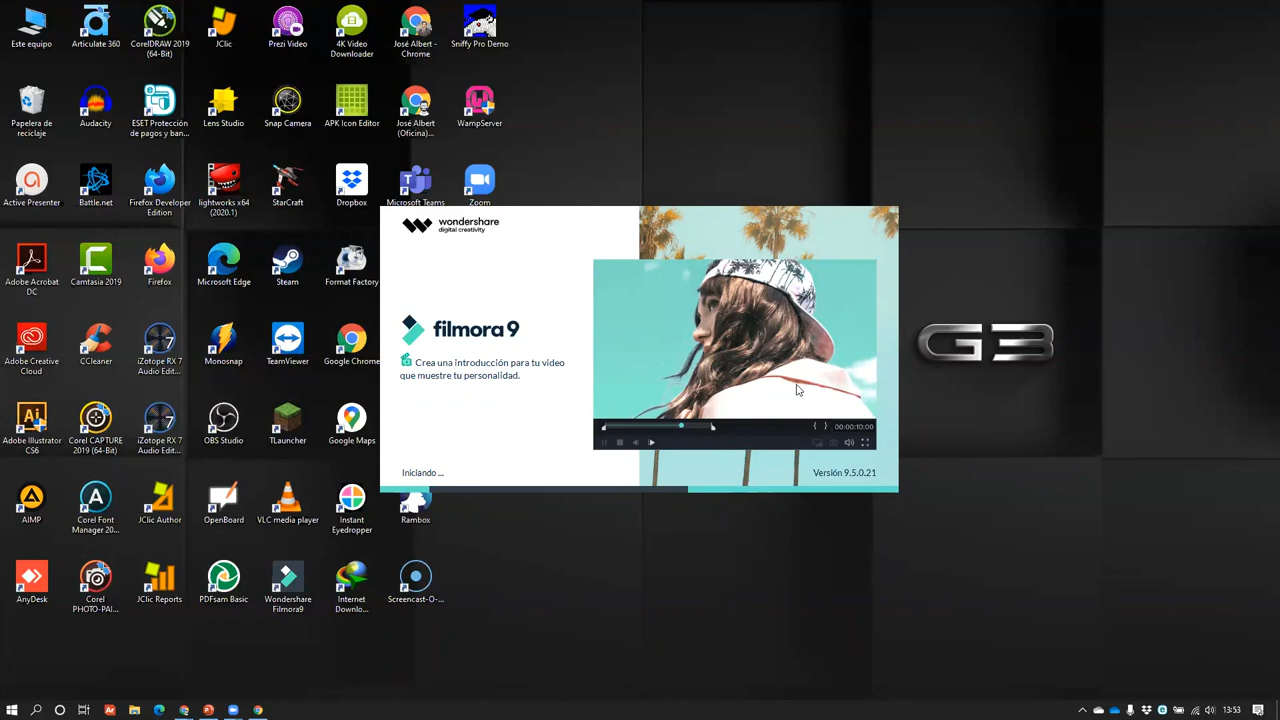 Este equipo
Articulate 360
CorelDRAW 2019
(64-Bit)
JClic
Prezi Video
4K Video
Downloader
José Albert -
Chrome
Sniffy Pro Demo
Papelera de
reciclaje
Audacity
ESET Protección
de pagos y ban...
Lens Studio
Snap Camera
APK Icon Editor
José Albert
(Oficina)...
WampServer
Active Presenter
Battle.net
Firefox Developer
Edition
lightworks x64
(2020.1)
StarCraft
Dropbox
Microsoft Teams
Zoom
Adobe Acrobat
DC
Camtasia 2019
Firefox
Microsoft Edge
Steam
Format Factory
Adobe Creative
Cloud
CCleaner
iZotope RX 7
Audio Edit...
Monosnap
TeamViewer
Google Chrome
Adobe Illustrator
CS6
Corel CAPTURE
2019 (64-Bit)
iZotope RX 7
Audio Edit...
OBS Studio
TLauncher
Google Maps
AIMP
Corel Font
Manager 20...
JClic Author
OpenBoard
VLC media player
Instant
Eyedropper
Rambox
AnyDesk
Corel
PHOTO-PAI...
JClic Reports
PDFsam Basic
Wondershare
Filmora9
Internet
Downlo...
Screencast-O-...
wondershare
digital creativity
filmora9
Crea una introducción para tu video
que muestre tu personalidad.
Iniciando ...
00:00:10:00
Versión 9.5.0.21
G3
13:53